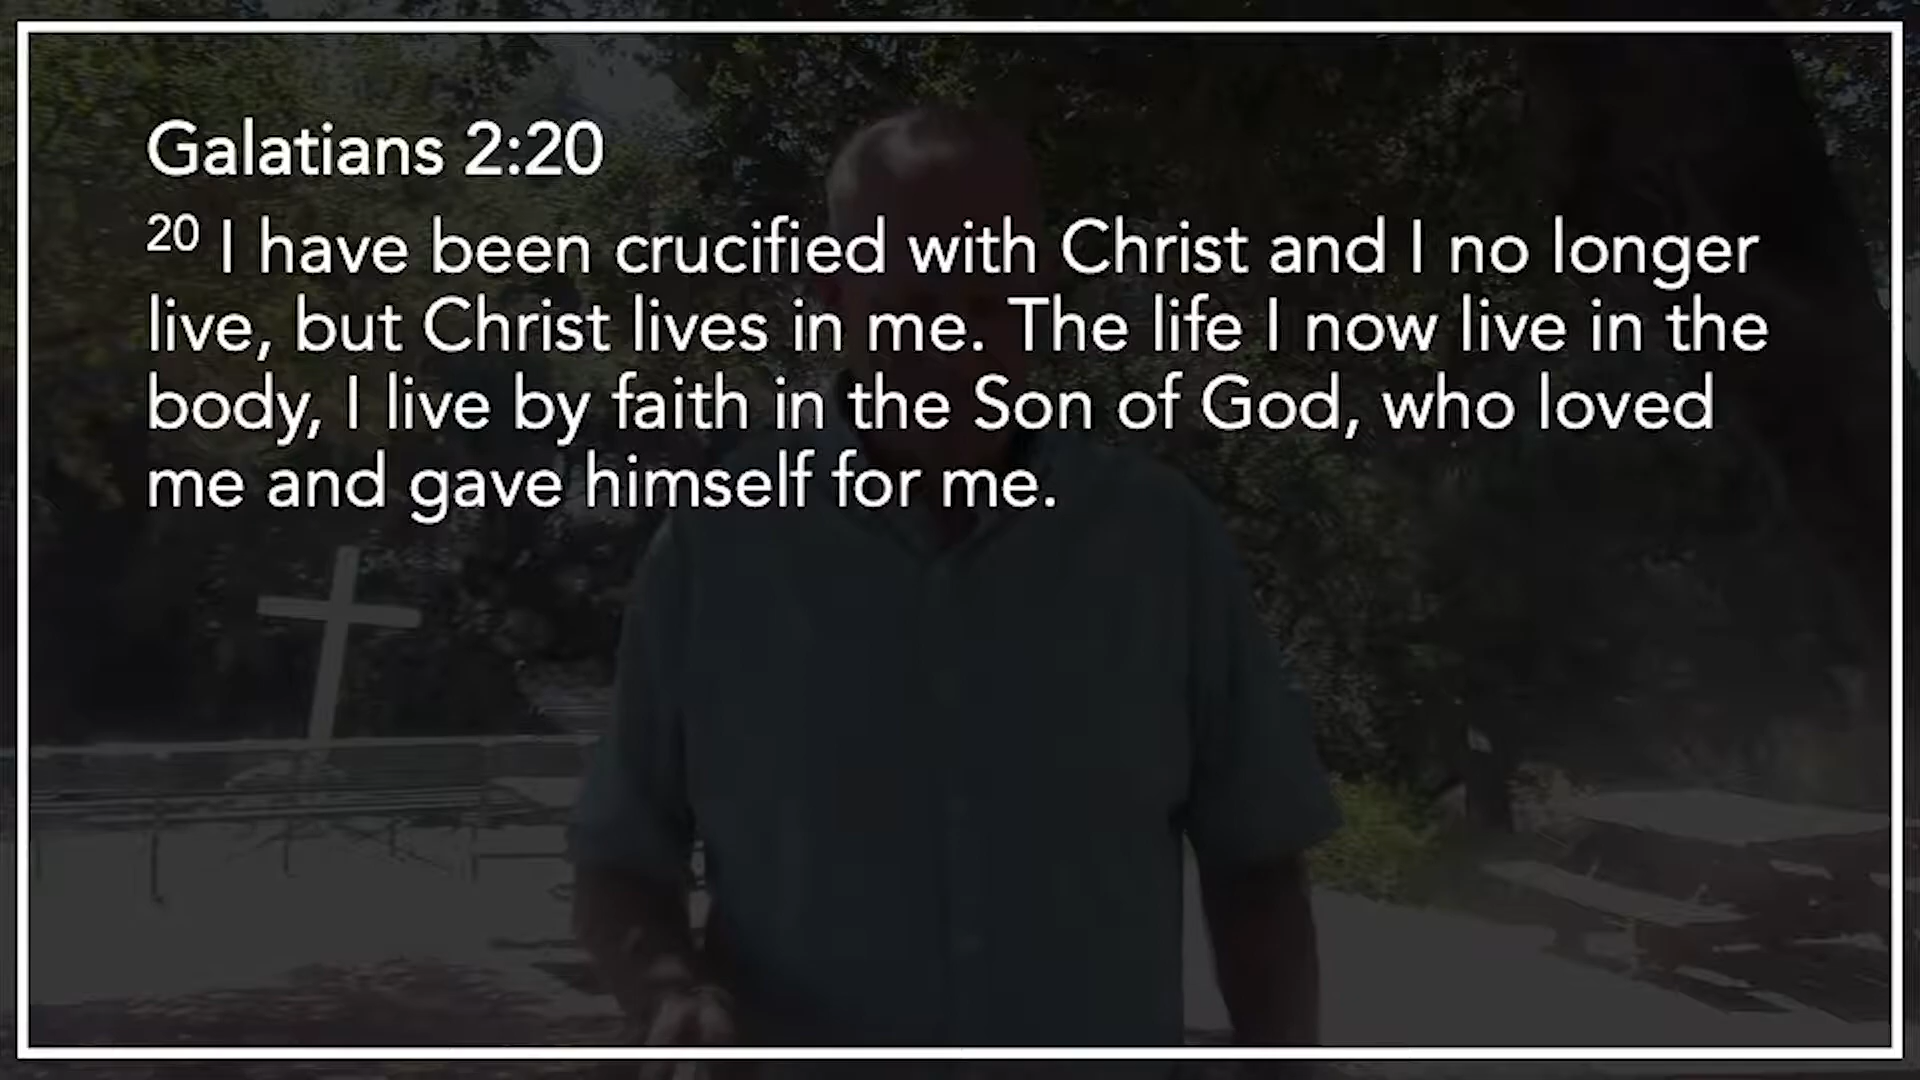 Galatians 2:20
20 I have been crucified with Christ and I no longer
live, but Christ lives in me. The life I now live in the
body, I live by faith in the Son of God, who loved
me and gave himself for me.